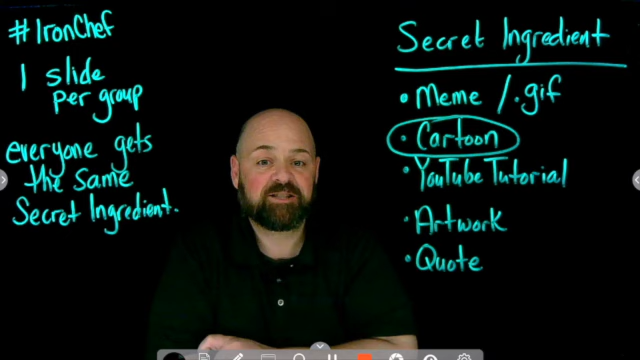 #IronChef
1 slide
per group
everyone gets
the same
Secret Ingredient.
Secret Ingredient
• Meme / .gif
• Cartoon
• YouTube Tutorial
• Artwork
• Quote